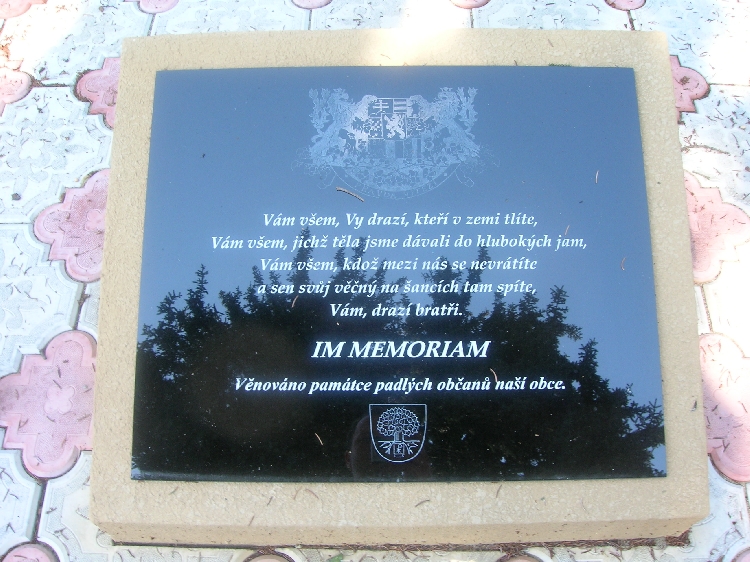 Vám všem, Vy drazí, kteří v zemi tlíte,
Vám všem, jichž těla jsme dávali do hlubokých jam,
Vám všem, kdož mezi nás se nevrátíte
a sen svůj věčný na šancích tam spíte,
Vám, drazí bratři.
IM MEMORIAM
Věnováno památce padlých občanů naší obce.